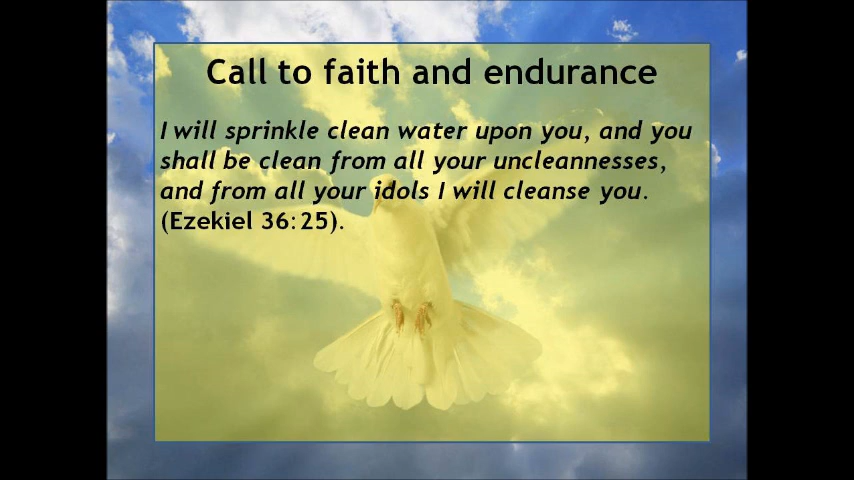 Call to faith and endurance
I will sprinkle clean water upon you, and you
shall be clean from all your uncleannesses,
and from all your idols I will cleanse you.
(Ezekiel 36:25).